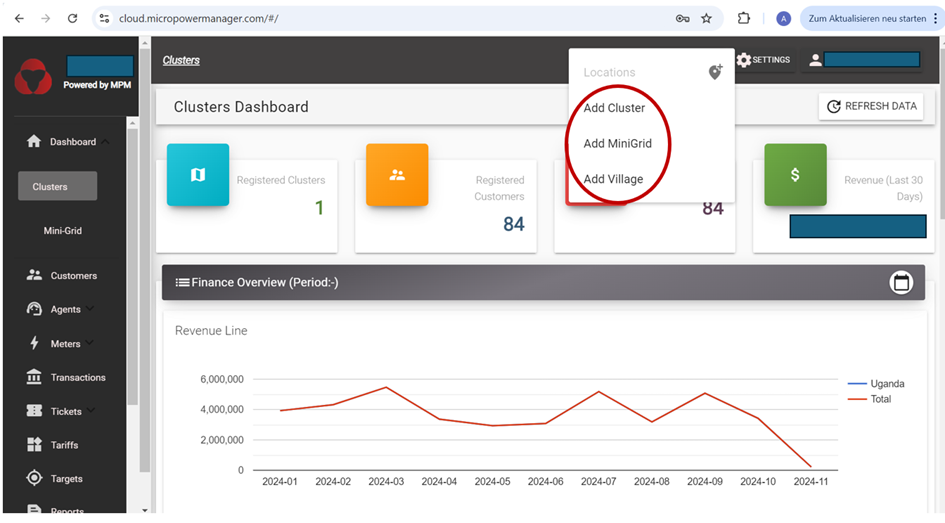 cloud.micropowermanager.com/#/
A
Zum Aktualisieren neu starten
Powered by MPM
Clusters
Locations
SETTINGS
Add Cluster
Add MiniGrid
Add Village
Clusters Dashboard
REFRESH DATA
Dashboard
Clusters
Mini-Grid
Customers
Agents
Meters
Transactions
Tickets
Tariffs
Targets
Reports
Registered Clusters
1
Registered
Customers
84
84
$
Revenue (Last 30
Days)
Finance Overview (Period:-)
Revenue Line
6,000,000
4,000,000
2,000,000
0
2024-01 2024-02 2024-03 2024-04 2024-05 2024-06 2024-07 2024-08 2024-09 2024-10 2024-11
Uganda
Total